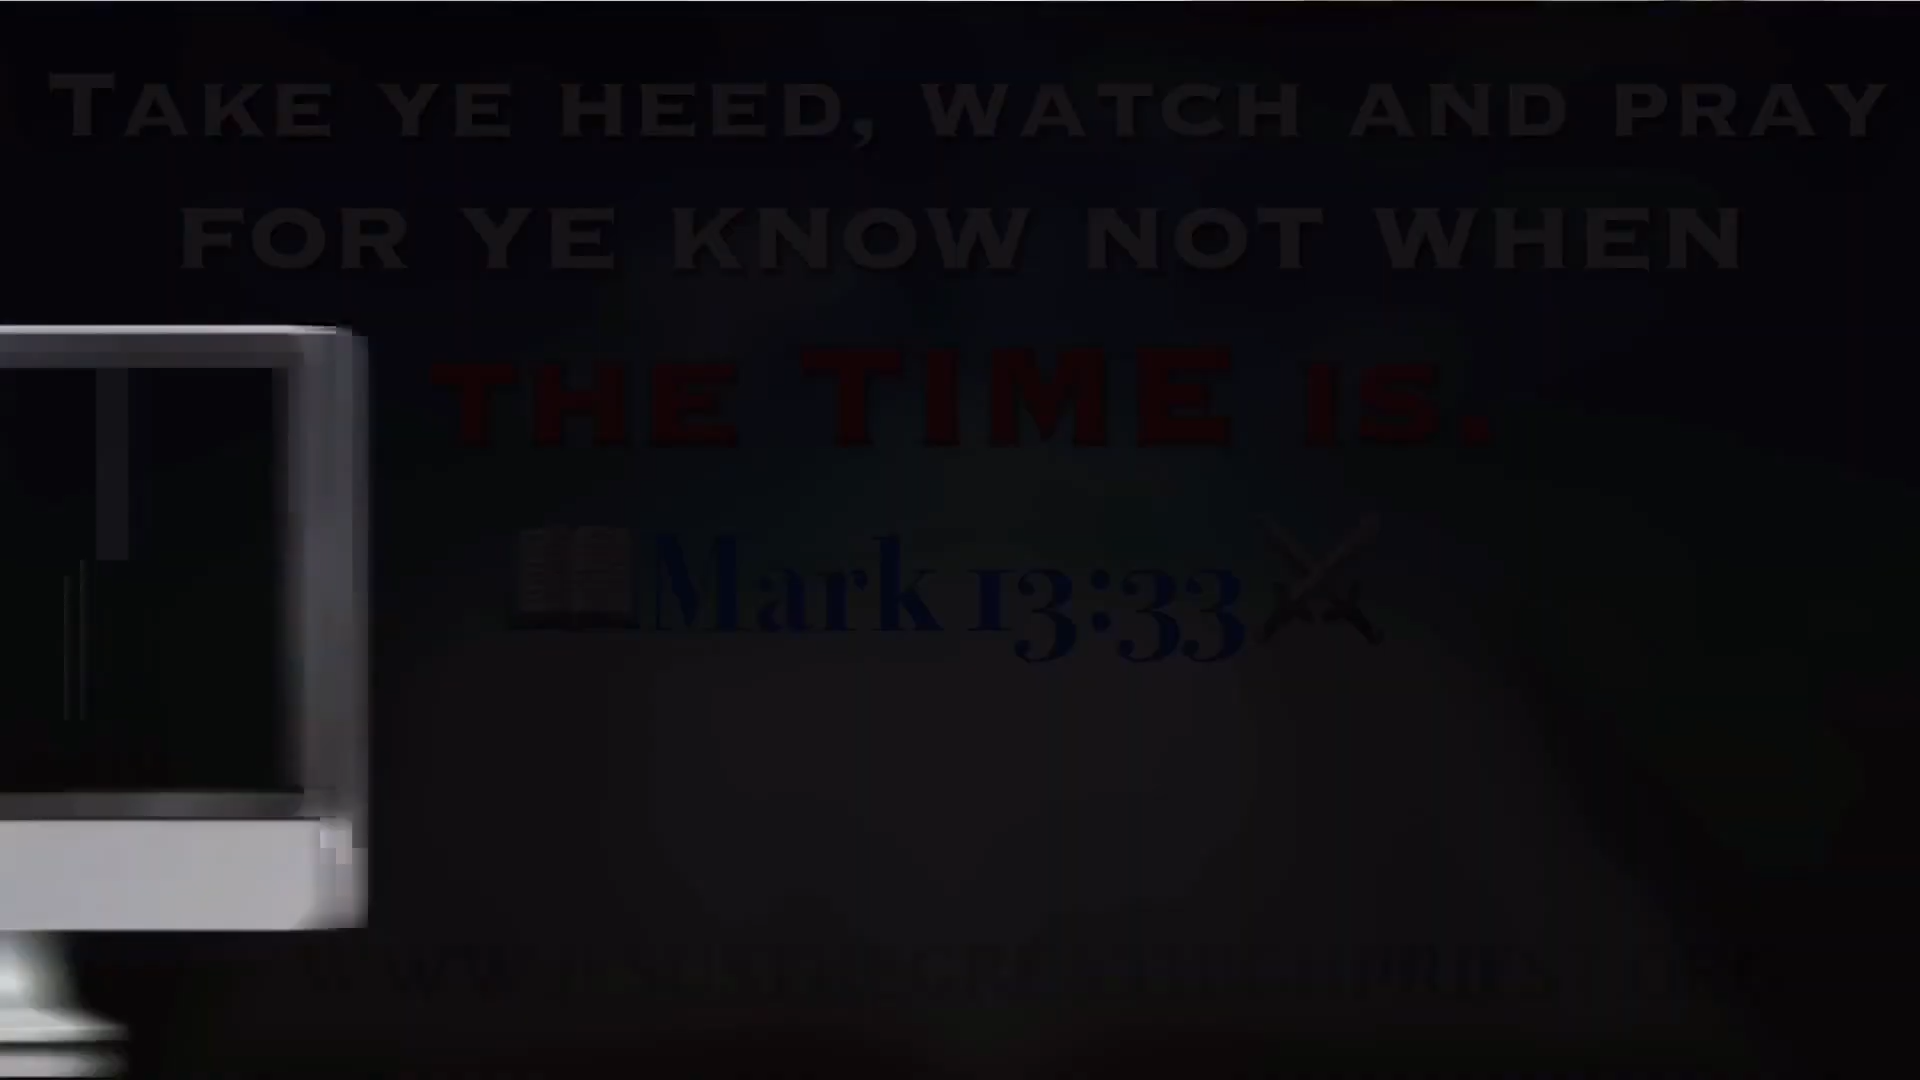 TAKE YE HEED, WATCH AND PRAY
FOR YE KNOW NOT WHEN
THE TIME IS.
📖Mark 13:33⚔